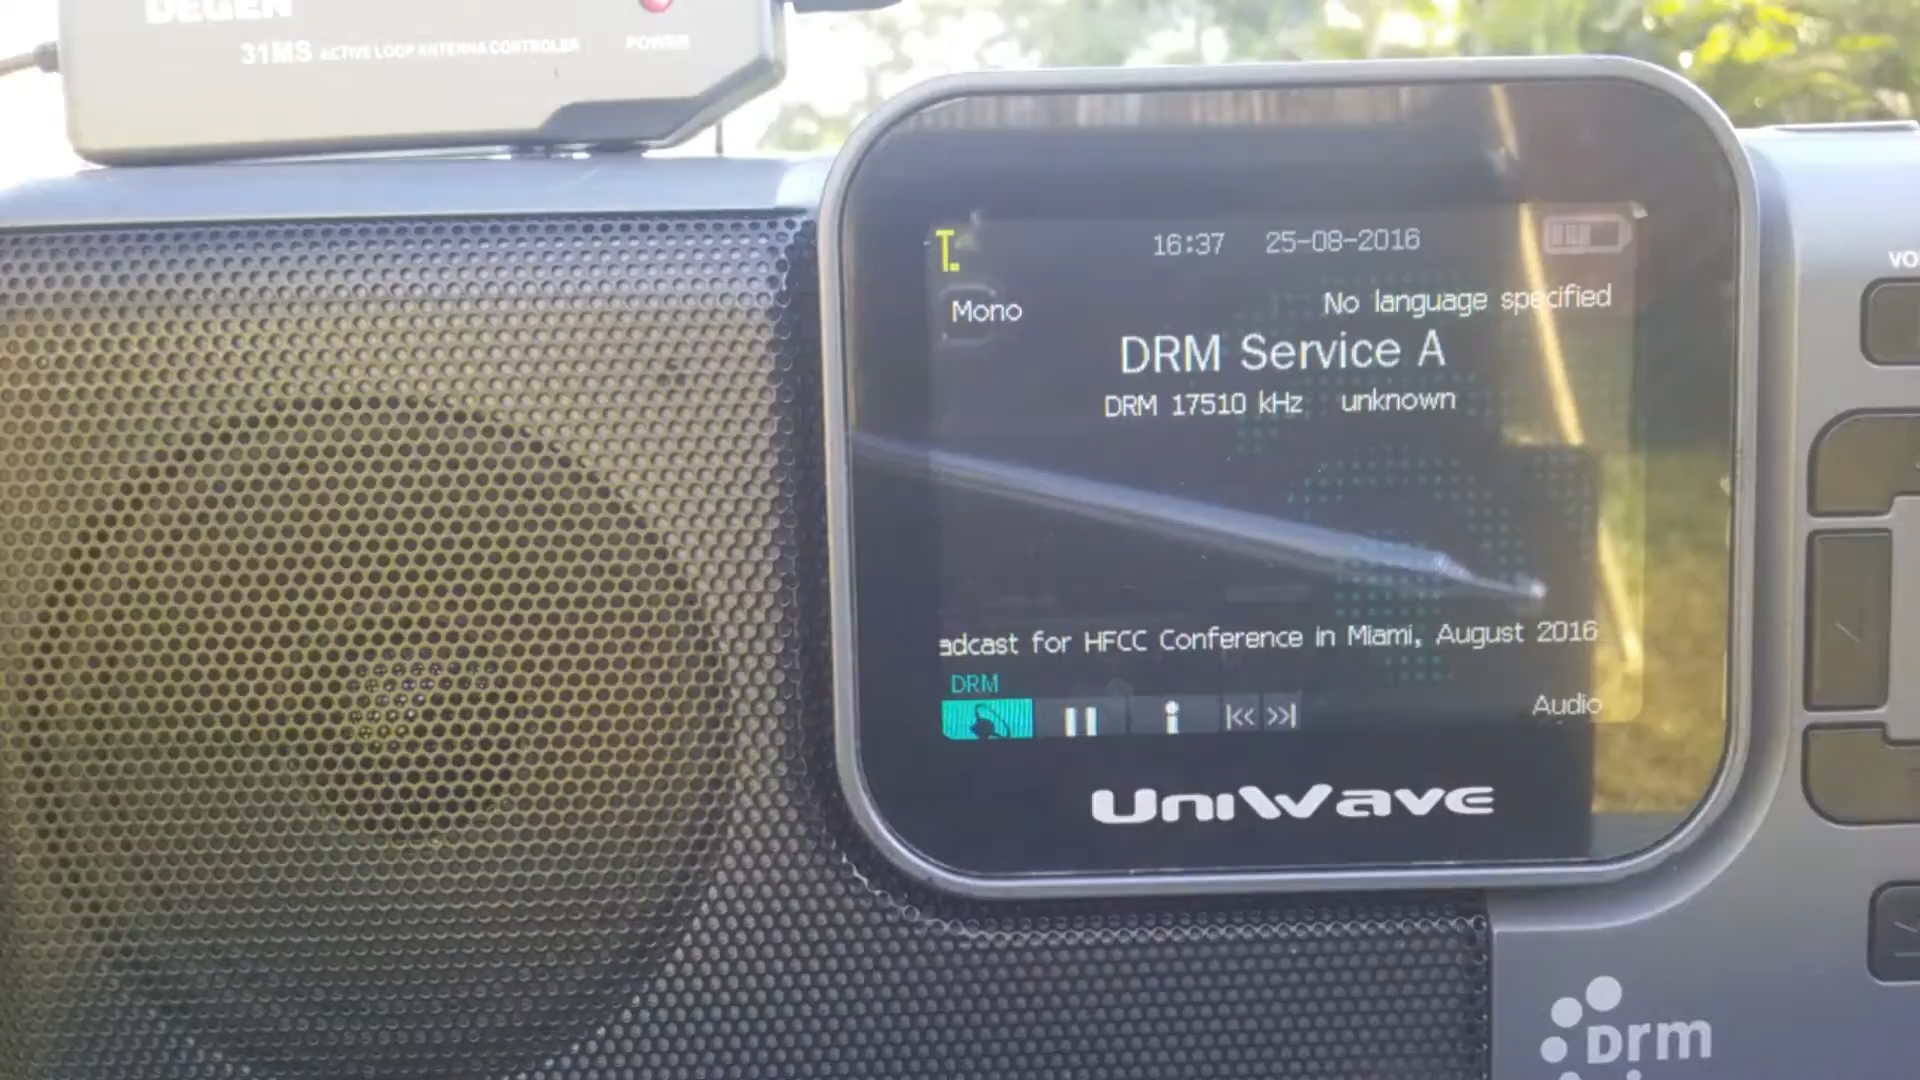 DEGEN
31MS ACTIVE LOOP ANTENNA CONTROLER POWER
16:37 25-08-2016
Mono
No language specified
DRM Service A
DRM 17510 kHz unknown
adcast for HFCC Conference in Miami, August 2016
DRM
Audio
UniWave
VO
Drm